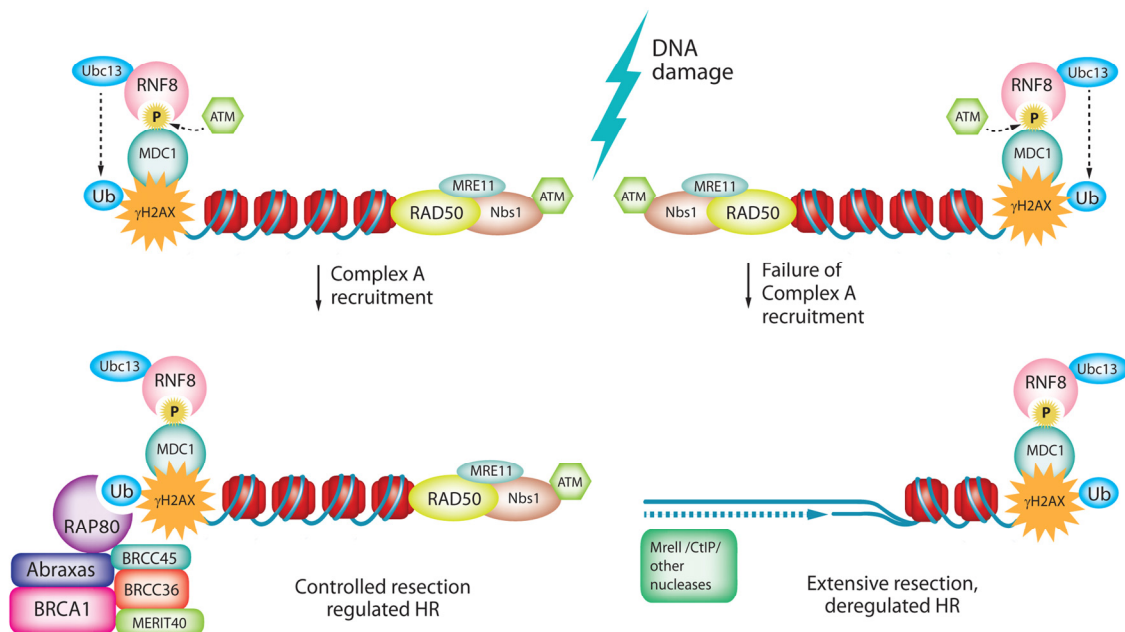 DNA
damage
Ubc13
RNF8
P
ATM
MDC1
Ub
γH2AX
RAD50
MRE11
Nbs1
ATM
ATM
MRE11
Nbs1
RAD50
RNF8
Ubc13
ATM
P
MDC1
γH2AX
Ub
Complex A
recruitment
Failure of
Complex A
recruitment
Ubc13
RNF8
P
MDC1
Ub
γH2AX
RAP80
Abraxas
BRCA1
BRCC45
BRCC36
MERIT40
RAD50
MRE11
Nbs1
ATM
Controlled resection
regulated HR
RNF8
Ubc13
P
MDC1
γH2AX
Ub
Mrell /CtIP/
other
nucleases
Extensive resection,
deregulated HR